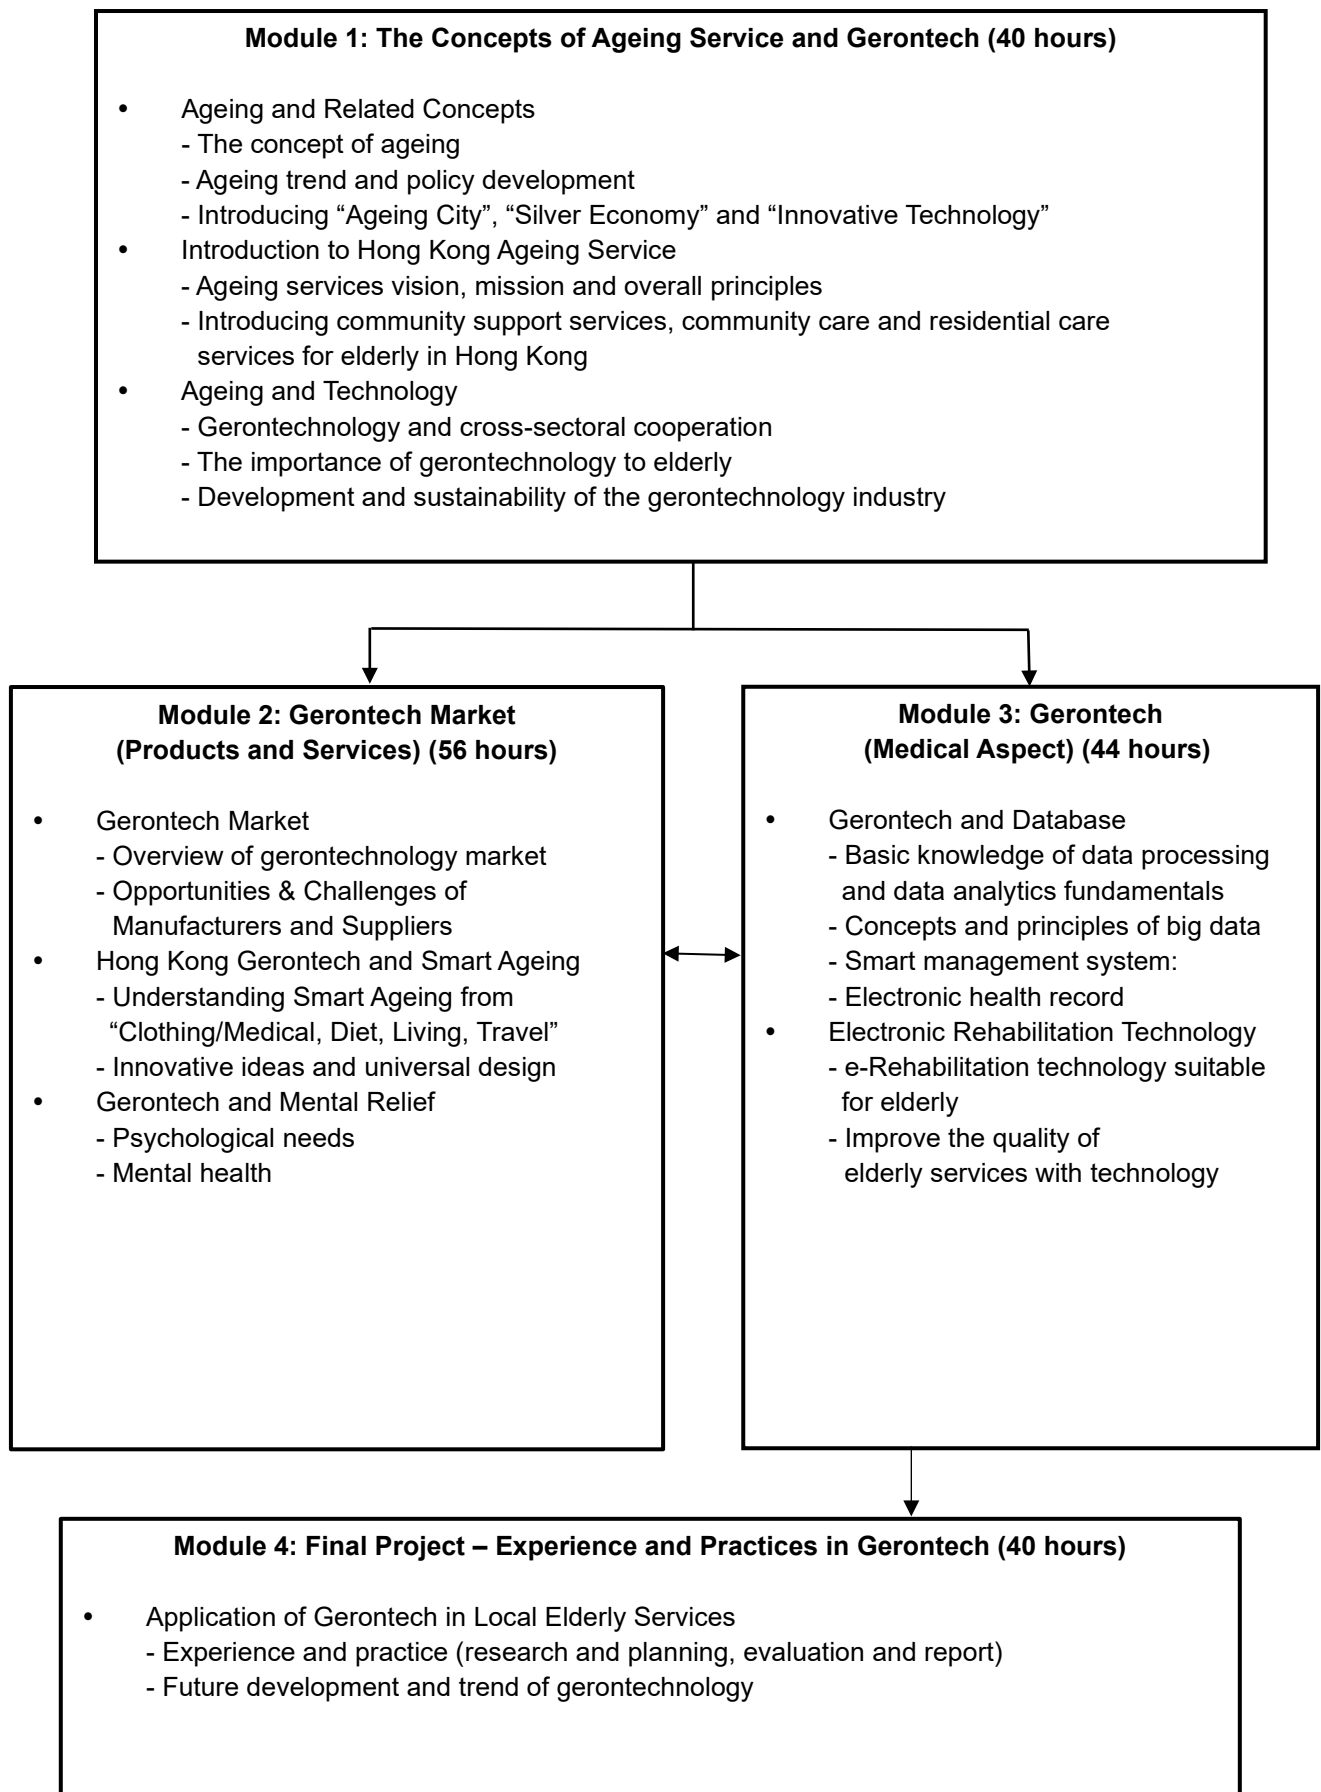 Module 1: The Concepts of Ageing Service and Gerontech (40 hours)
• Ageing and Related Concepts
- The concept of ageing
- Ageing trend and policy development
- Introducing “Ageing City”, “Silver Economy” and “Innovative Technology”
• Introduction to Hong Kong Ageing Service
- Ageing services vision, mission and overall principles
- Introducing community support services, community care and residential care
services for elderly in Hong Kong
• Ageing and Technology
- Gerontechnology and cross-sectoral cooperation
- The importance of gerontechnology to elderly
- Development and sustainability of the gerontechnology industry
Module 2: Gerontech Market
(Products and Services) (56 hours)
• Gerontech Market
- Overview of gerontechnology market
- Opportunities & Challenges of
Manufacturers and Suppliers
• Hong Kong Gerontech and Smart Ageing
- Understanding Smart Ageing from
“Clothing/Medical, Diet, Living, Travel”
- Innovative ideas and universal design
• Gerontech and Mental Relief
- Psychological needs
- Mental health
Module 3: Gerontech
(Medical Aspect) (44 hours)
• Gerontech and Database
- Basic knowledge of data processing
and data analytics fundamentals
- Concepts and principles of big data
- Smart management system:
- Electronic health record
• Electronic Rehabilitation Technology
- e-Rehabilitation technology suitable
for elderly
- Improve the quality of
elderly services with technology
Module 4: Final Project – Experience and Practices in Gerontech (40 hours)
• Application of Gerontech in Local Elderly Services
- Experience and practice (research and planning, evaluation and report)
- Future development and trend of gerontechnology